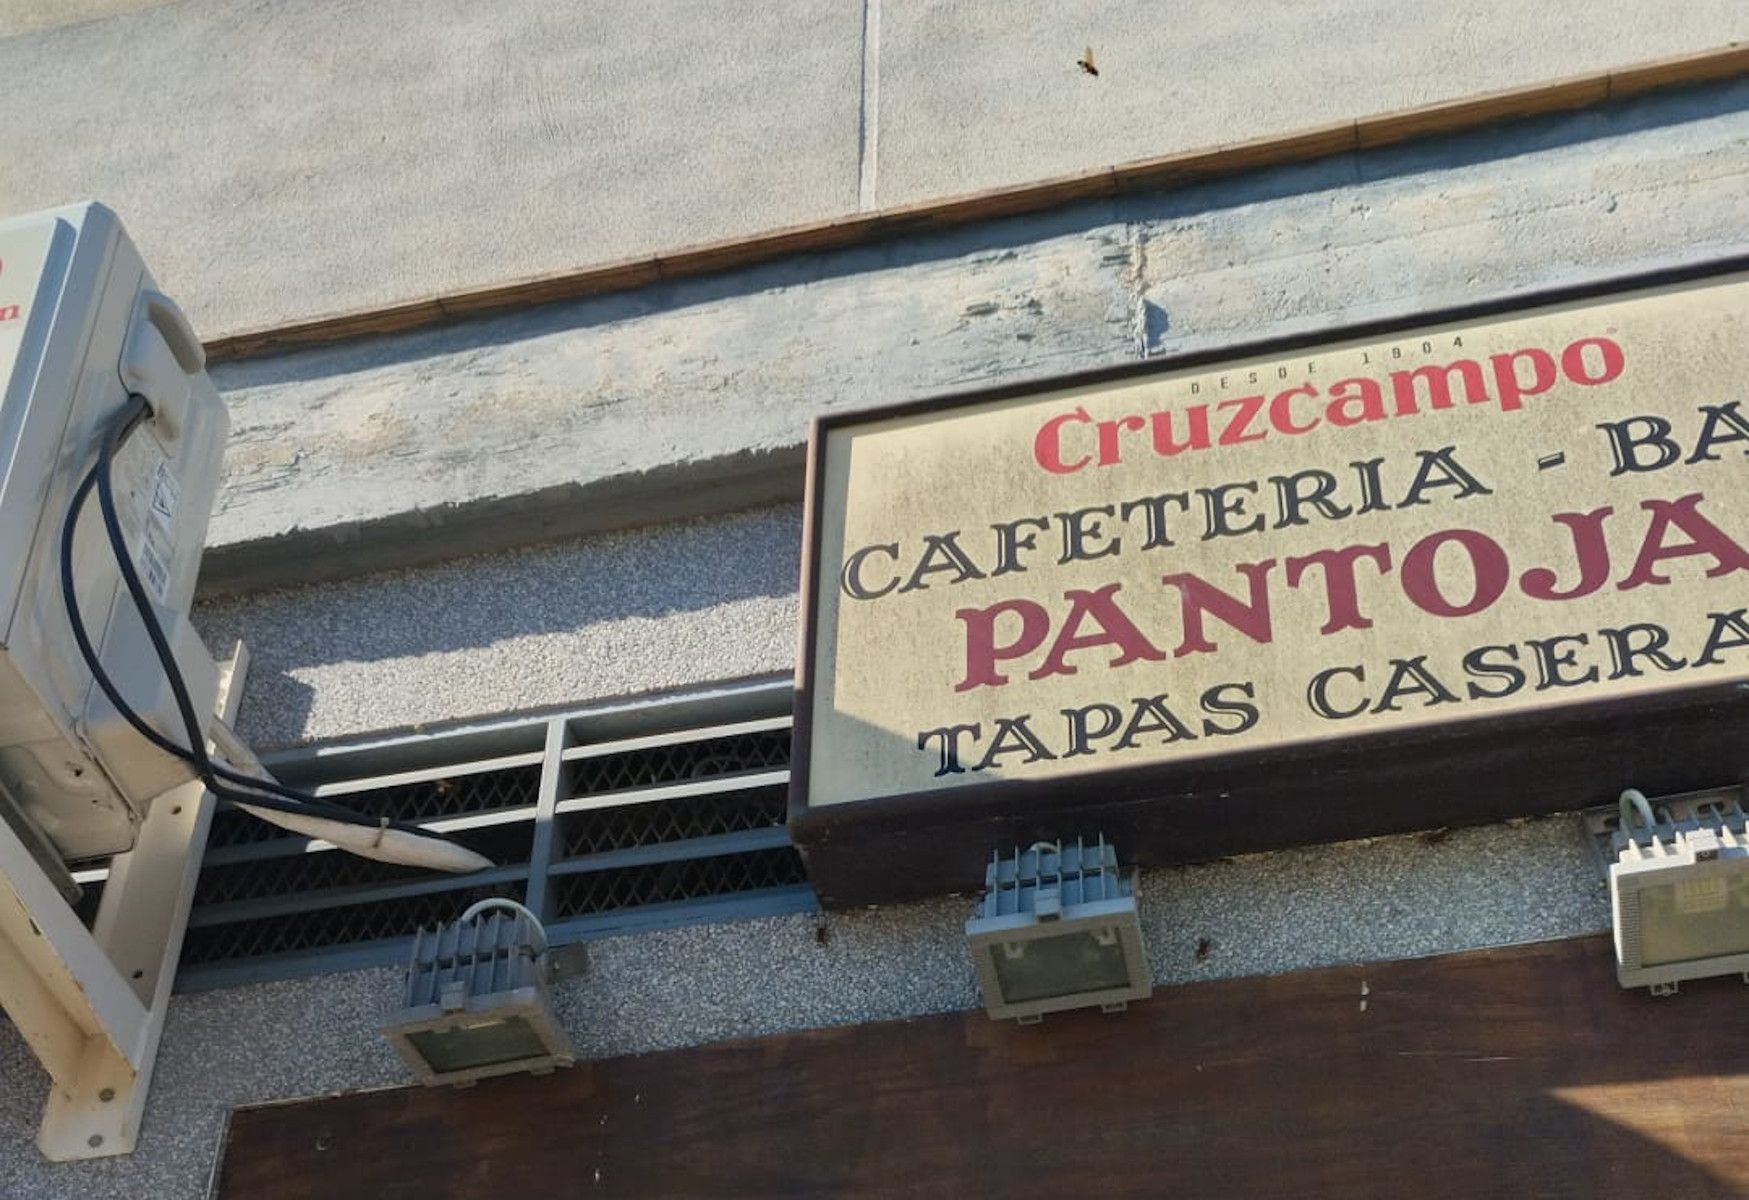 DESDE 1904
Cruzcampo
CAFETERIA - BA
PANTOJA
TAPAS CASERA